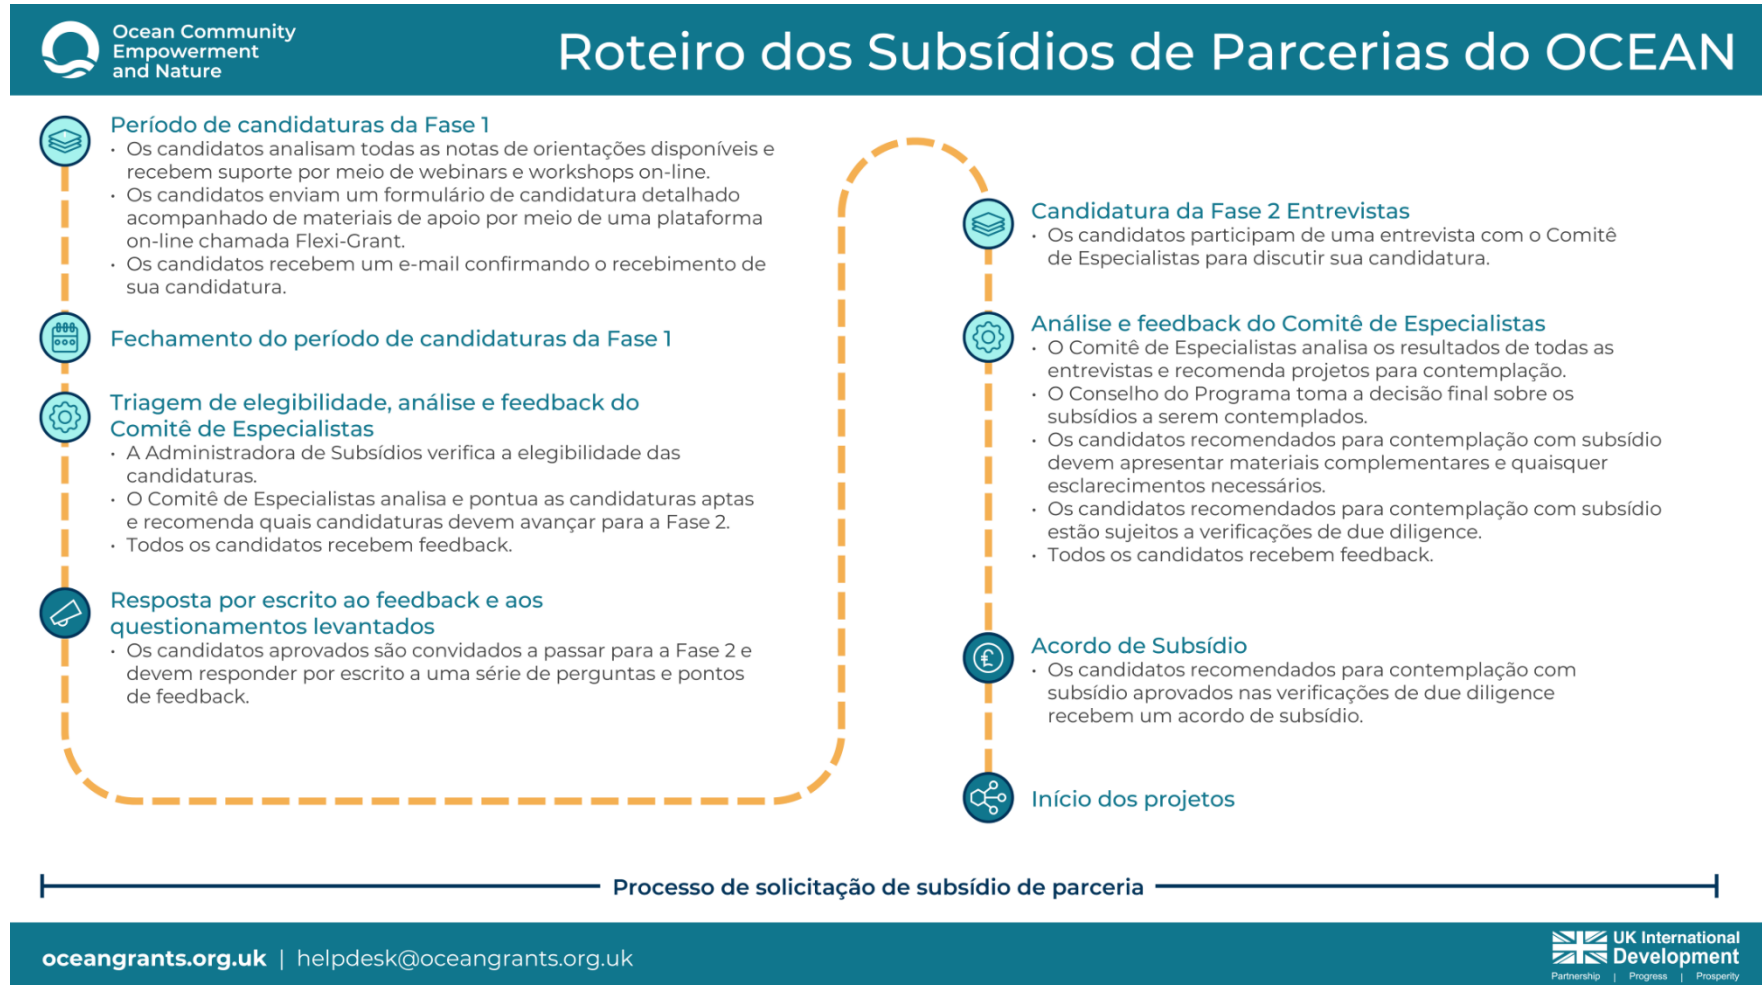 Ocean Community
Empowerment
and Nature
Roteiro dos Subsídios de Parcerias do OCEAN
Período de candidaturas da Fase 1
• Os candidatos analisam todas as notas de orientações disponíveis e
recebem suporte por meio de webinars e workshops on-line.
• Os candidatos enviam um formulário de candidatura detalhado
acompanhado de materiais de apoio por meio de uma plataforma
on-line chamada Flexi-Grant.
• Os candidatos recebem um e-mail confirmando o recebimento de
sua candidatura.
Fechamento do período de candidaturas da Fase 1
Triagem de elegibilidade, análise e feedback do
Comitê de Especialistas
• A Administradora de Subsídios verifica a elegibilidade das
candidaturas.
• O Comitê de Especialistas analisa e pontua as candidaturas aptas
e recomenda quais candidaturas devem avançar para a Fase 2.
• Todos os candidatos recebem feedback.
Resposta por escrito ao feedback e aos
questionamentos levantados
• Os candidatos aprovados são convidados a passar para a Fase 2 e
devem responder por escrito a uma série de perguntas e pontos
de feedback.
Candidatura da Fase 2 Entrevistas
• Os candidatos participam de uma entrevista com o Comitê
de Especialistas para discutir sua candidatura.
Análise e feedback do Comitê de Especialistas
• O Comitê de Especialistas analisa os resultados de todas as
entrevistas e recomenda projetos para contemplação.
• O Conselho do Programa toma a decisão final sobre os
subsídios a serem contemplados.
• Os candidatos recomendados para contemplação com subsídio
devem apresentar materiais complementares e quaisquer
esclarecimentos necessários.
• Os candidatos recomendados para contemplação com subsídio
estão sujeitos a verificações de due diligence.
• Todos os candidatos recebem feedback.
Acordo de Subsídio
• Os candidatos recomendados para contemplação com
subsídio aprovados nas verificações de due diligence
recebem um acordo de subsídio.
Início dos projetos
Processo de solicitação de subsídio de parceria
oceangrants.org.uk | helpdesk@oceangrants.org.uk
UK International
Development
Partnership | Progress | Prosperity